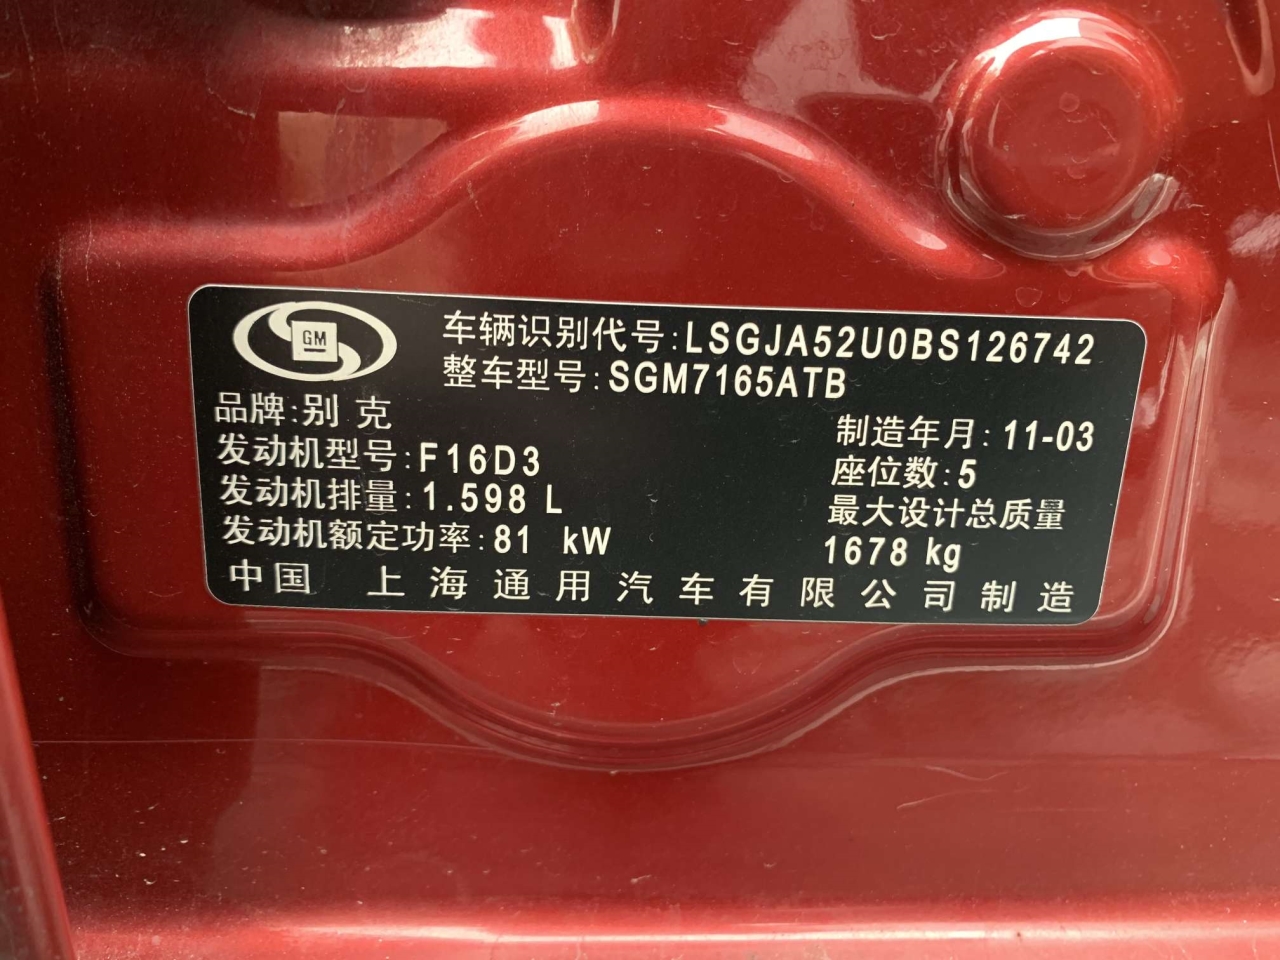 GM
车辆识别代号:LSGJA52U0BS126742
整车型号:SGM7165ATB
品牌:别克
制造年月:11-03
发动机型号:F16D3
座位数:5
发动机排量:1.598 L
最大设计总质量
发动机额定功率:81 kW
1678 kg
中国 上海通用汽车有限公司制造